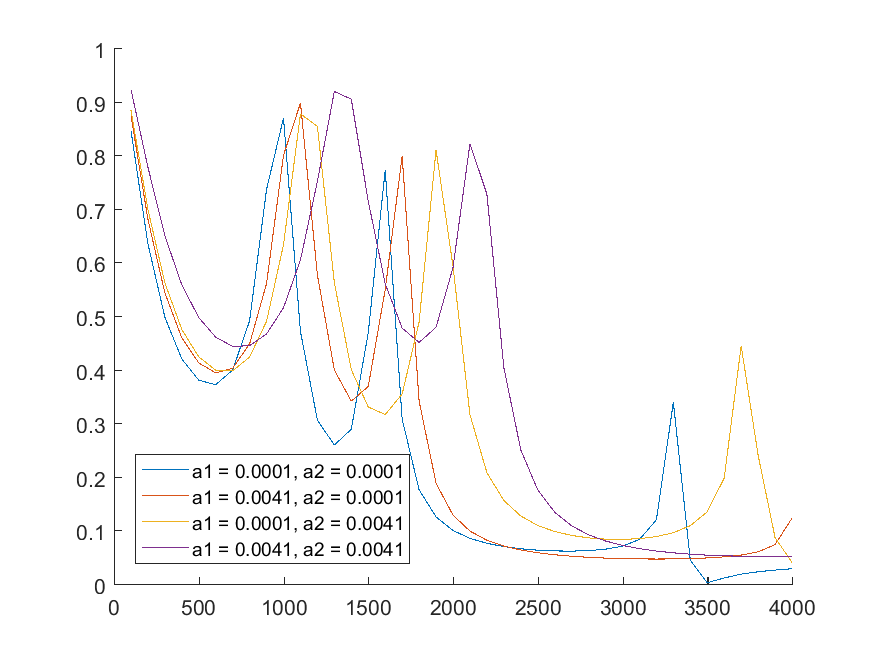 1
0.9
0.8
0.7
0.6
0.5
0.4
0.3
0.2
0.1
0
a1 = 0.0001, a2 = 0.0001
a1 = 0.0041, a2 = 0.0001
a1 = 0.0001, a2 = 0.0041
a1 = 0.0041, a2 = 0.0041
0 500 1000 1500 2000 2500 3000 3500 4000